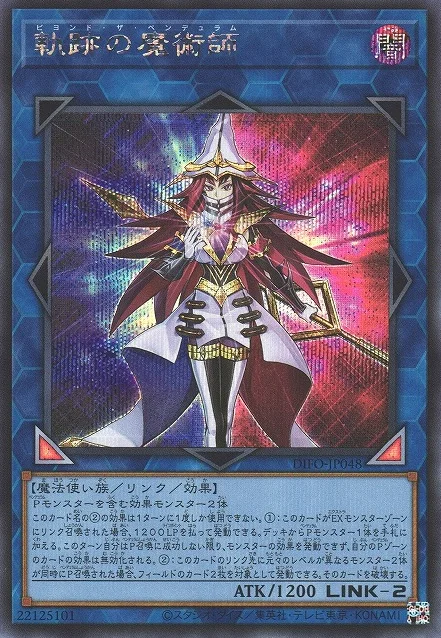 ビヨンド・ザ・ペンデュラム
軌跡の魔術師
闇
DIFO-JP048
【魔法使い族／リンク／効果】
Pモンスターを含む効果モンスター2体
このカード名の②の効果は1ターンに1度しか使用できない。①：このカードがEXモンスターゾーン
にリンク召喚された場合、1200LPを払って発動できる。デッキからPモンスター1体を手札に
加える。このターン自分はP召喚に成功しない限り、モンスターの効果を発動できず、自分のPゾーン
のカードの効果は無効化される。②：このカードのリンク先に元々のレベルが異なるモンスター2体
が同時にP召喚された場合、フィールドのカード2枚を対象として発動できる。そのカードを破壊する。
ATK/1200 LINK-2
22125101
©スタジオ・ダイス／集英社・テレビ東京・KONAMI